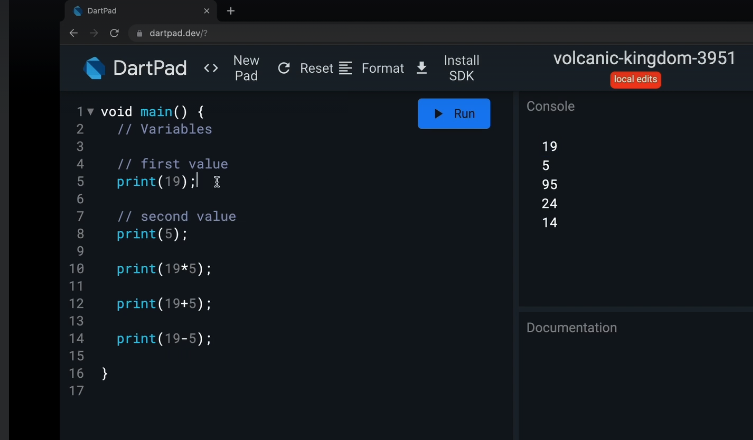 DartPad
dartpad.dev/?
DartPad
<> New Pad
Reset
Format
Install SDK
volcanic-kingdom-3951
local edits
Run
1 void main() {
2 // Variables
3
4 // first value
5 print(19);
6
7 // second value
8 print(5);
9
10 print(19*5);
11
12 print(19+5);
13
14 print(19-5);
15
16 }
17
Console
19
5
95
24
14
Documentation